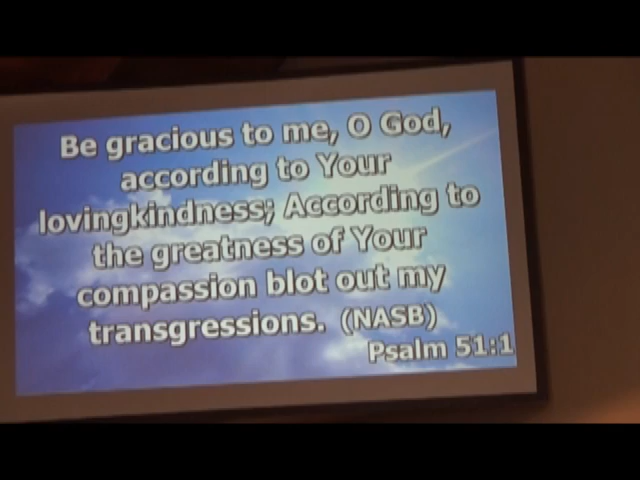 Be gracious to me, O God,
according to Your
lovingkindness; According to
the greatness of Your
compassion blot out my
transgressions. (NASB)
Psalm 51:1